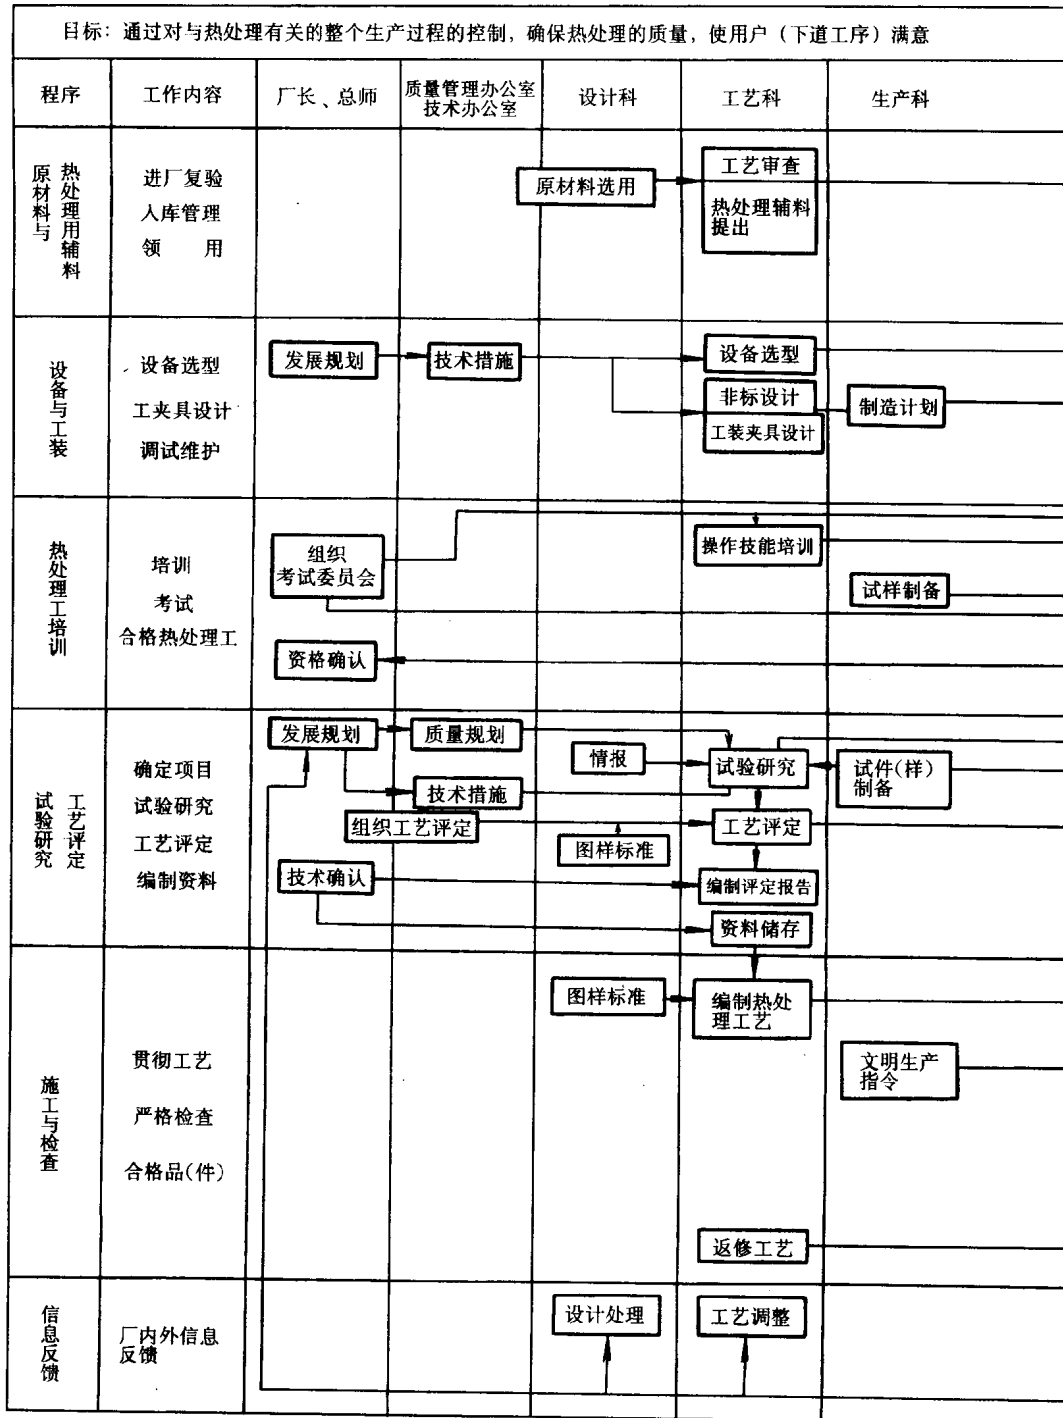 目标：通过对与热处理有关的整个生产过程的控制，确保热处理的质量，使用户（下道工序）满意
程序
工作内容
厂长、总师
质量管理办公室
技术办公室
设计科
工艺科
生产科
原材料与
热处理用辅料
进厂复验
入库管理
领 用
原材料选用
工艺审查
热处理辅料
提出
设备与工装
设备选型
工夹具设计
调试维护
发展规划
技术措施
设备选型
非标设计
工装夹具设计
制造计划
热处理工培训
培训
考试
合格热处理工
组织
考试委员会
操作技能培训
试样制备
资格确认
试验研究
工艺评定
确定项目
试验研究
工艺评定
编制资料
发展规划
质量规划
情报
试验研究
试件(样)
制备
技术措施
组织工艺评定
图样标准
工艺评定
技术确认
编制评定报告
资料储存
施工与检查
贯彻工艺
严格检查
合格品(件)
图样标准
编制热处
理工艺
文明生产
指令
返修工艺
信息反馈
厂内外信息
反馈
设计处理
工艺调整